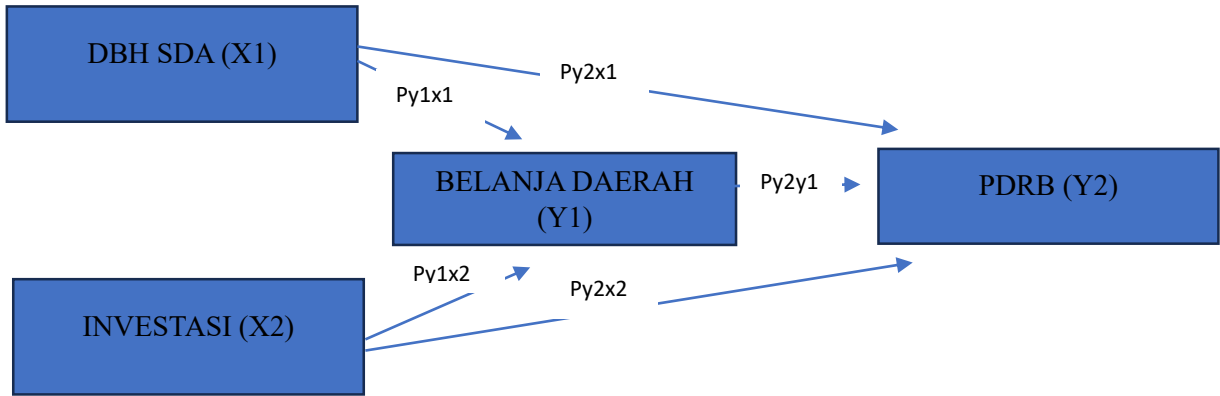 DBH SDA (X1)
Py2x1
Py1x1
BELANJA DAERAH
(Y1)
Py2y1
PDRB (Y2)
Py1x2
Py2x2
INVESTASI (X2)